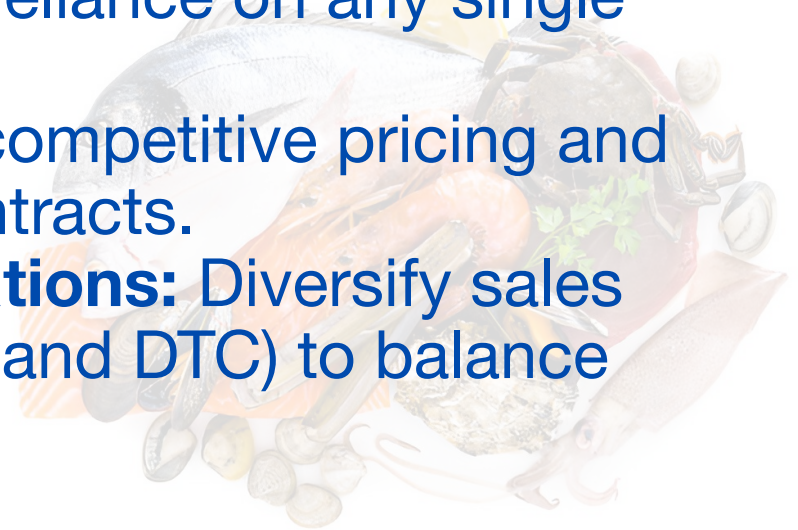 eliance on any single
competitive pricing and
ntracts.
tions: Diversify sales
and DTC) to balance